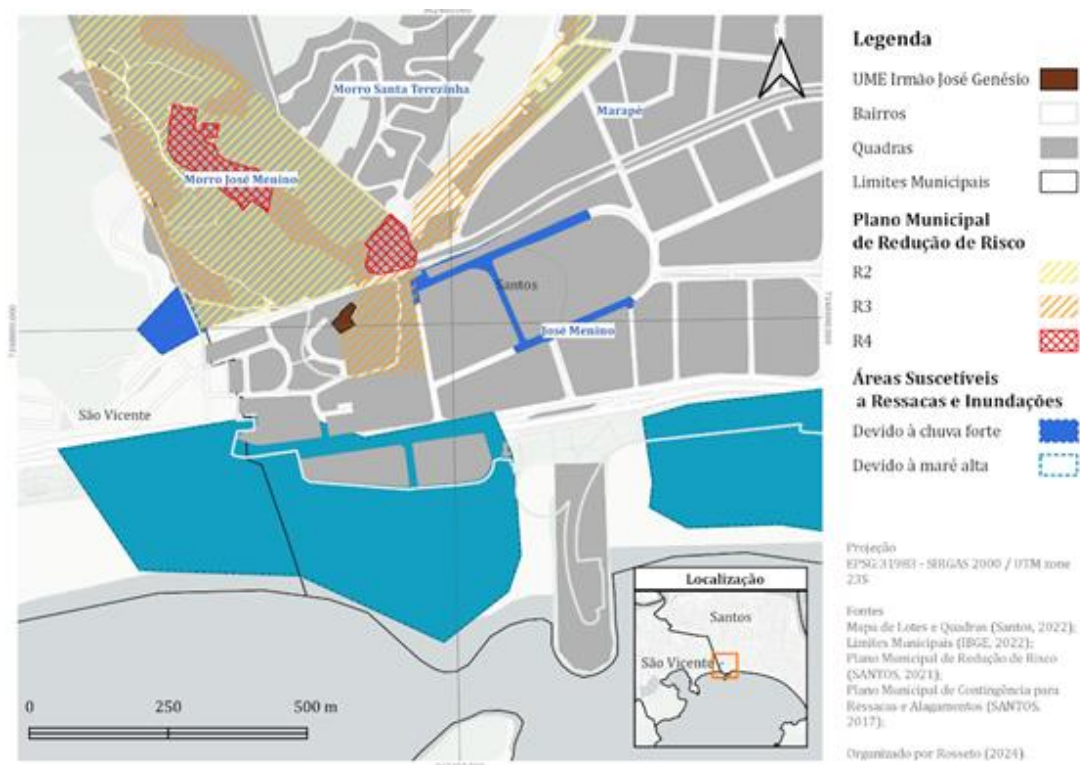 Morro Santa Terezinha
Marapé
Morro José Menino
Santos
José Menino
São Vicente
0 250 500 m
Localização
Santos
São Vicente
Legenda
UME Irmão José Genésio
Bairros
Quadras
Limites Municipais
Plano Municipal
de Redução de Risco
R2
R3
R4
Áreas Suscetíveis
a Ressacas e Inundações
Devido à chuva forte
Devido à maré alta
Projeção
EPSG:31983 - SIRGAS 2000 / UTM zone
23S
Fontes
Mapa de Lotes e Quadras (Santos, 2022);
Limites Municipais (IBGE, 2022);
Plano Municipal de Redução de Risco
(SANTOS, 2021);
Plano Municipal de Contingência para
Ressacas e Alagamentos (SANTOS,
2017);
Organizado por Rosseto (2024).